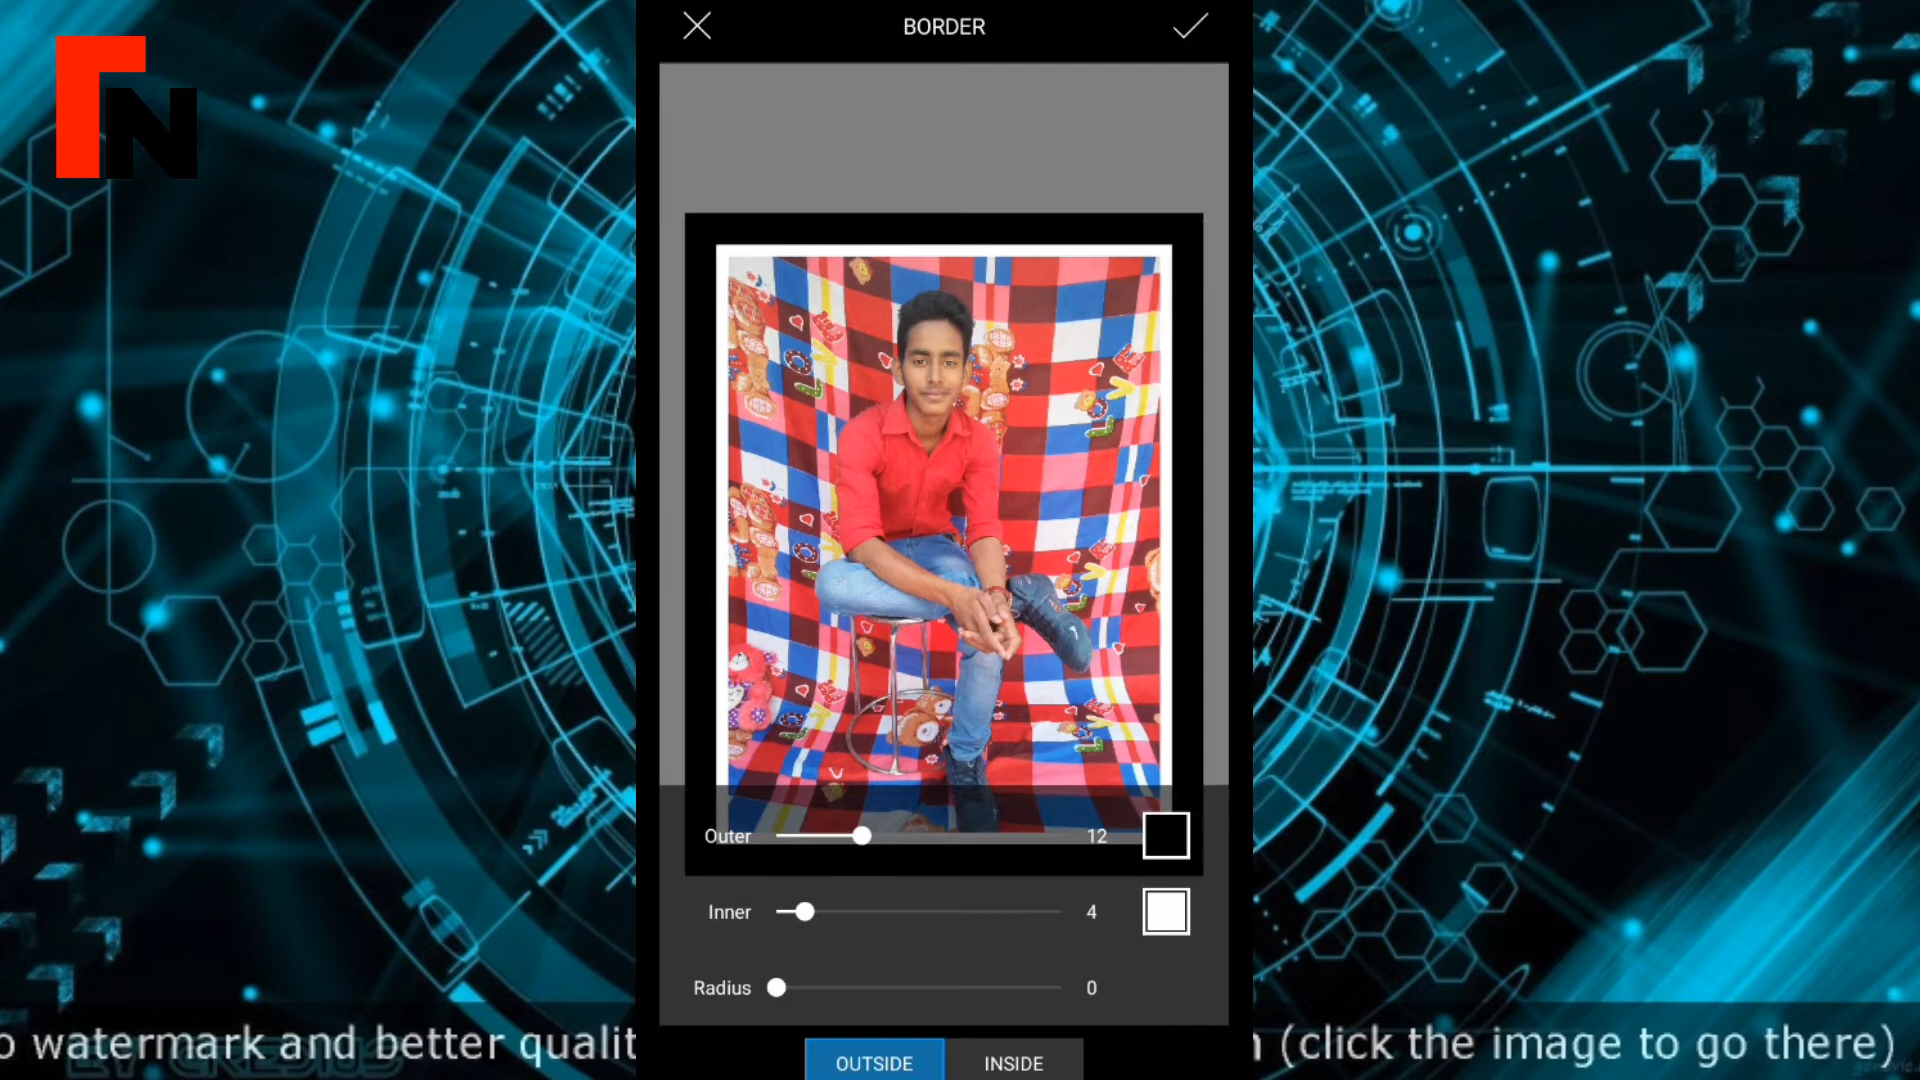 N
BORDER
Outer 12
Inner 4
Radius 0
watermark and better qualit
(click the image to go there)
OUTSIDE INSIDE